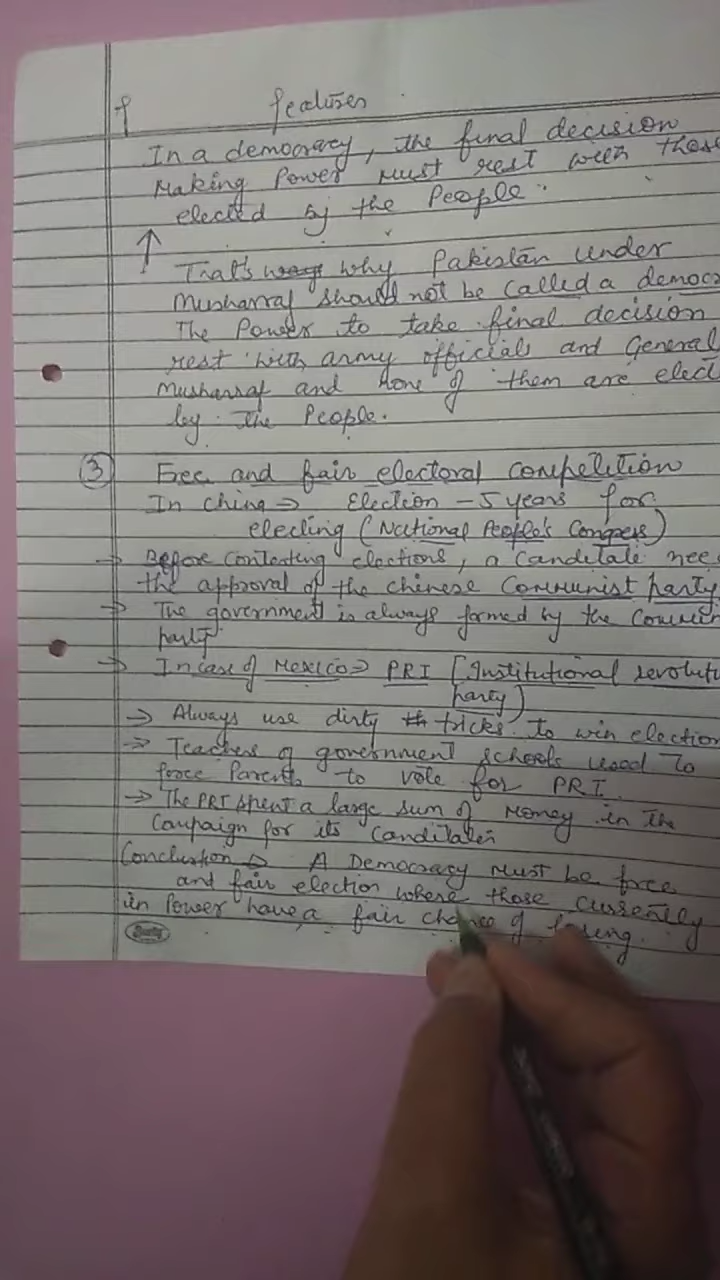 features
In a democracy, the final decision
Making Power Must rest with those
elected by the People.
That's why Pakistan under
Musharraf should not be called a democ
The Power to take final decision
rest with army officials and General
Musharraf and None of them are elect
by the People.
3 Free and fair electoral competition
In china → Election - 5 years for
electing (National People's Congress)
→ Before Contesting elections, a Canditate nee
the approval of the chinese Communist party
→ The government is always formed by the Commun
party
→ In case of Mexico → PRI [Institutional revoluti
party)
→ Always use dirty tricks to win election
→ Teachers of government schools used to
force Parents to vote for PRI.
→ The PRI spent a large sum of Money in the
Campaign for its Canditates
Conclusion → A Democracy Must be free
and fair election where those currently
in Power have a fair chance of losing.